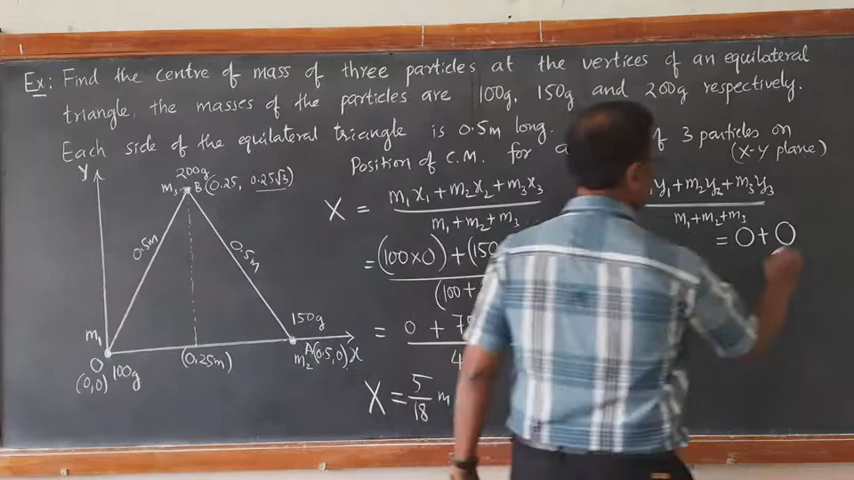 Ex: Find the centre of mass of three particles at the vertices of an equilateral
triangle, the masses of the particles are 100g, 150g, and 200g respectively.
Each side of the equilateral triangle is 0.5m long.
Position of C.M. for a of 3 particles on
(X-Y plane)
Y
200g
m₃ B (0.25, 0.25√3)
0.5m
0.5m
m₁
O
(0,0) 100g
(0.25m)
150g
m₂ A(0.5,0) X
X = m₁x₁ + m₂x₂ + m₃x₃ / m₁ + m₂ + m₃
= (100×0) + (150 / (100+
= 0 + 7 / 4
X = 5/18 m
y₁ + m₂y₂ + m₃y₃ / m₁ + m₂ + m₃
= 0 + 0